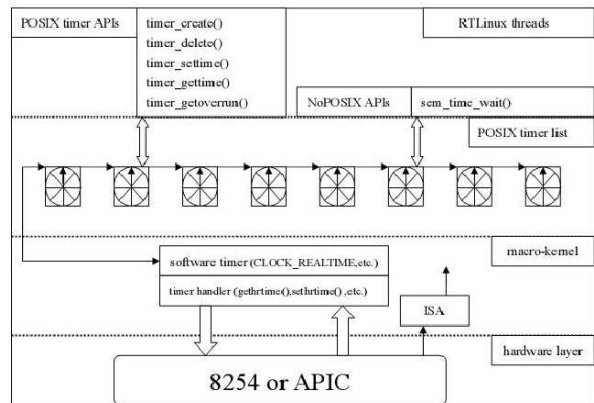 POSIX timer APIs
timer_create()
timer_delete()
timer_settime()
timer_gettime()
timer_getoverrun()
RTLinux threads
NoPOSIX APIs
sem_time_wait()
POSIX timer list
macro-kernel
software timer (CLOCK_REALTIME,etc.)
timer handler (gethrtime(),sethrtime() ,etc.)
ISA
hardware layer
8254 or APIC